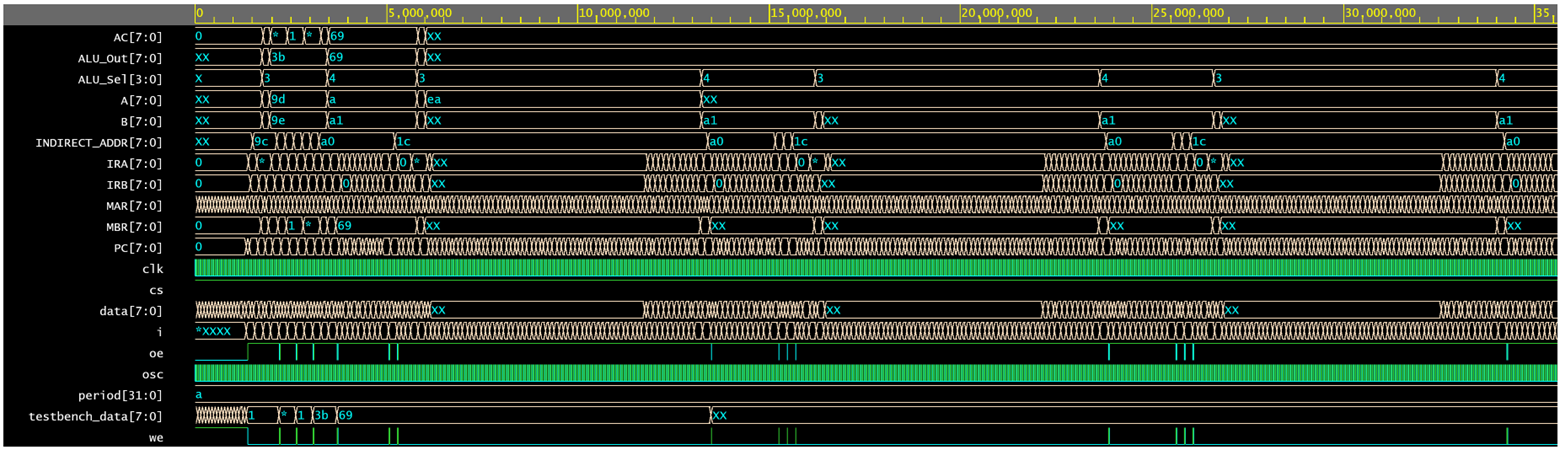 0 5,000,000 10,000,000 15,000,000 20,000,000 25,000,000 30,000,000 35,
AC[7:0] 0 * 1 * 69 xx
ALU_Out[7:0] xx 3b 69 xx
ALU_Sel[3:0] x 3 4 3 4 3 4 3 4
A[7:0] xx 9d a ea xx
B[7:0] xx 9e a1 xx a1 xx a1 xx a1
INDIRECT_ADDR[7:0] xx 9c a0 1c a0 1c a0 1c a0
IRA[7:0] 0 * 0 * xx 0 * xx 0 * xx
IRB[7:0] 0 0 xx 0 xx 0 xx 0
MAR[7:0]
MBR[7:0] 0 1 * 69 xx xx xx xx xx xx
PC[7:0] 0
clk
cs
data[7:0] xx xx xx
i *XXXX
oe
osc
period[31:0] a
testbench_data[7:0] 1 * 1 3b 69 xx
we